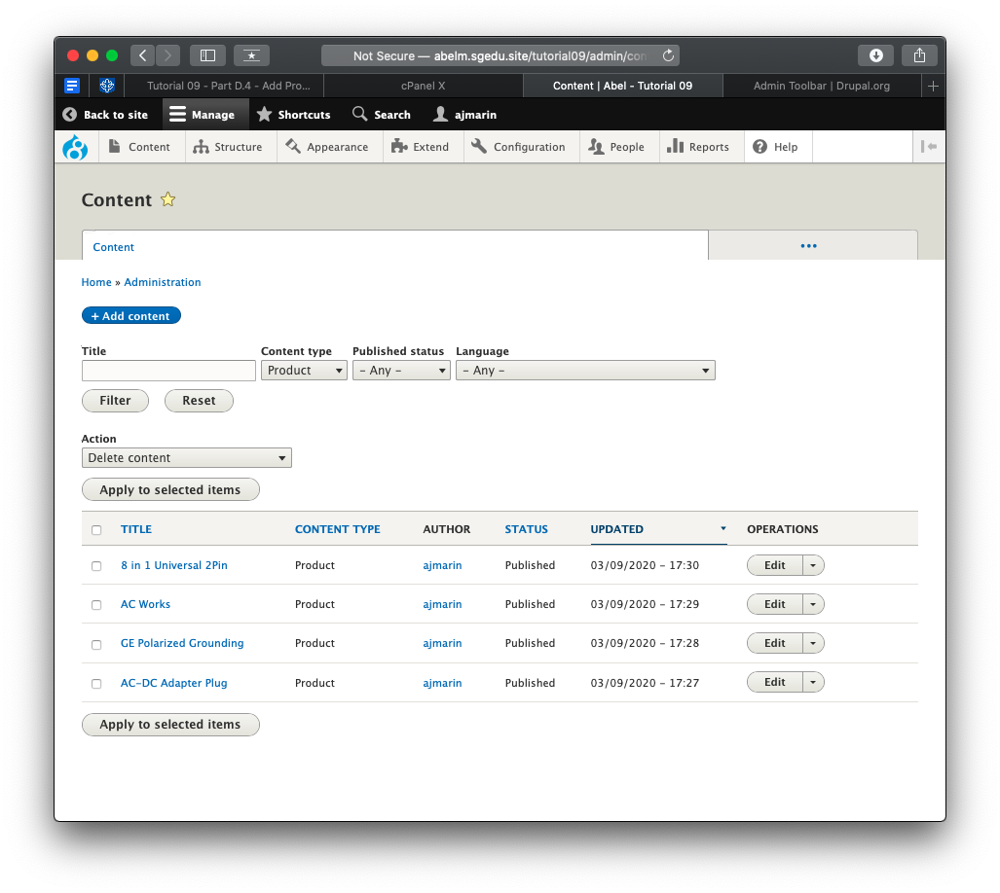 Not Secure — abelm.sgedu.site/tutorial09/admin/con
Tutorial 09 - Part D.4 - Add Pro... cPanel X Content | Abel - Tutorial 09 Admin Toolbar | Drupal.org
Back to site Manage Shortcuts Search ajmarin
Content Structure Appearance Extend Configuration People Reports Help
Content
Content •••
Home » Administration
+ Add content
Title Content type Published status Language
Product - Any - - Any -
Filter Reset
Action
Delete content
Apply to selected items
TITLE CONTENT TYPE AUTHOR STATUS UPDATED OPERATIONS
8 in 1 Universal 2Pin Product ajmarin Published 03/09/2020 - 17:30 Edit
AC Works Product ajmarin Published 03/09/2020 - 17:29 Edit
GE Polarized Grounding Product ajmarin Published 03/09/2020 - 17:28 Edit
AC-DC Adapter Plug Product ajmarin Published 03/09/2020 - 17:27 Edit
Apply to selected items